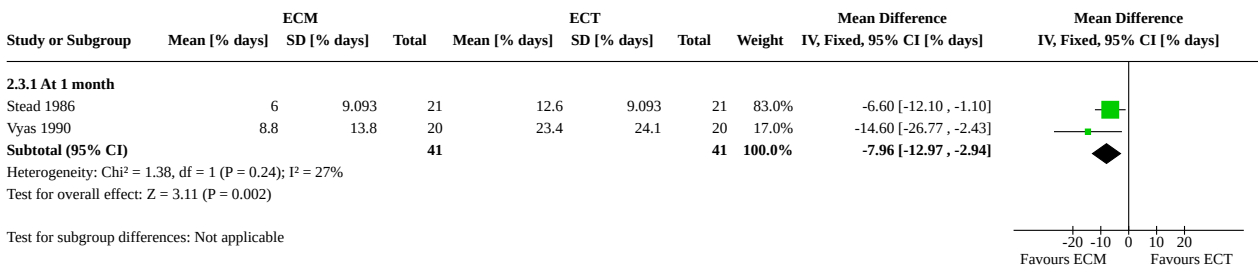 ECM ECT Mean Difference Mean Difference
Study or Subgroup Mean [% days] SD [% days] Total Mean [% days] SD [% days] Total Weight IV, Fixed, 95% CI [% days] IV, Fixed, 95% CI [% days]
2.3.1 At 1 month
Stead 1986 6 9.093 21 12.6 9.093 21 83.0% -6.60 [-12.10 , -1.10]
Vyas 1990 8.8 13.8 20 23.4 24.1 20 17.0% -14.60 [-26.77 , -2.43]
Subtotal (95% CI) 41 41 100.0% -7.96 [-12.97 , -2.94]
Heterogeneity: Chi² = 1.38, df = 1 (P = 0.24); I² = 27%
Test for overall effect: Z = 3.11 (P = 0.002)
Test for subgroup differences: Not applicable
-20 -10 0 10 20
Favours ECM Favours ECT